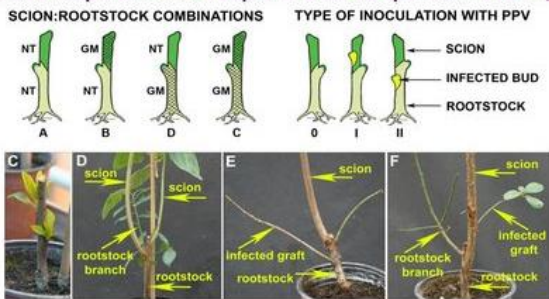 SCION:ROOTSTOCK COMBINATIONS
NT GM NT GM
NT NT GM GM
A B D C
TYPE OF INOCULATION WITH PPV
SCION
INFECTED BUD
ROOTSTOCK
0 I II
C
D
scion
scion
rootstock
branch
rootstock
E
scion
infected graft
rootstock
F
scion
rootstock
branch
infected
graft
rootstock